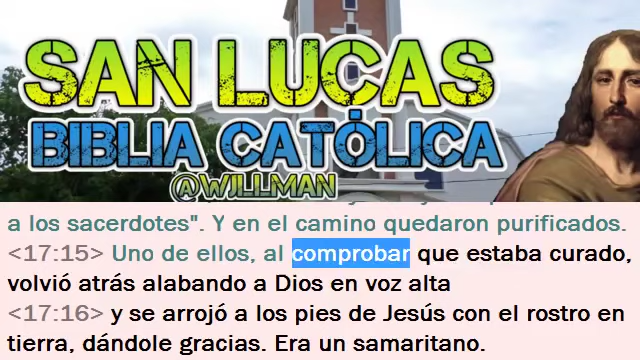 SAN LUCAS
BIBLIA CATÓLICA
@WILLMAN
a los sacerdotes". Y en el camino quedaron purificados.
<17:15> Uno de ellos, al comprobar que estaba curado,
volvió atrás alabando a Dios en voz alta
<17:16> y se arrojó a los pies de Jesús con el rostro en
tierra, dándole gracias. Era un samaritano.